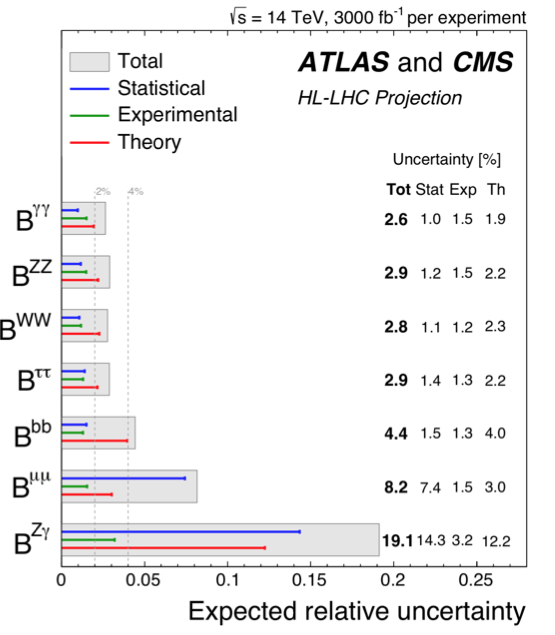 √s = 14 TeV, 3000 fb⁻¹ per experiment
Total
Statistical
Experimental
Theory
ATLAS and CMS
HL-LHC Projection
Uncertainty [%]
Tot Stat Exp Th
2% 4%
B^γγ 2.6 1.0 1.5 1.9
B^ZZ 2.9 1.2 1.5 2.2
B^WW 2.8 1.1 1.2 2.3
B^ττ 2.9 1.4 1.3 2.2
B^bb 4.4 1.5 1.3 4.0
B^μμ 8.2 7.4 1.5 3.0
B^Zγ 19.1 14.3 3.2 12.2
0 0.05 0.1 0.15 0.2 0.25
Expected relative uncertainty